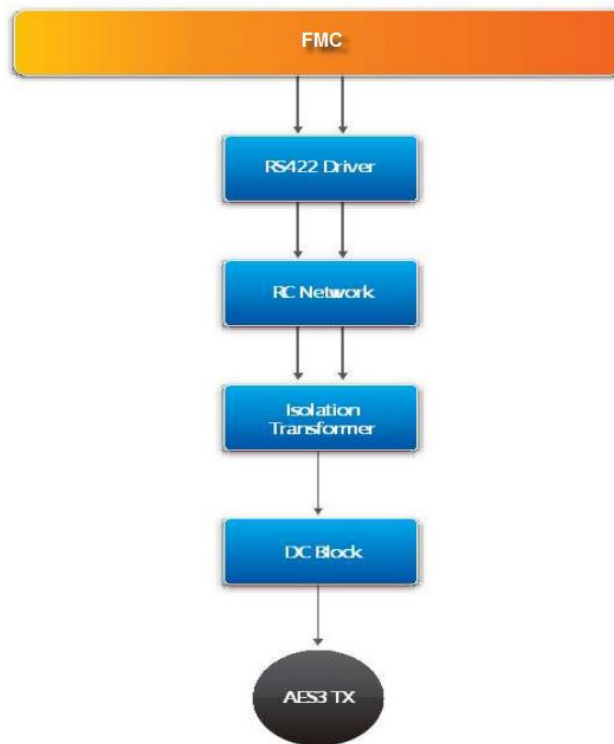 FMC
RS422 Driver
RC Network
Isolation
Transformer
DC Block
AES3 TX